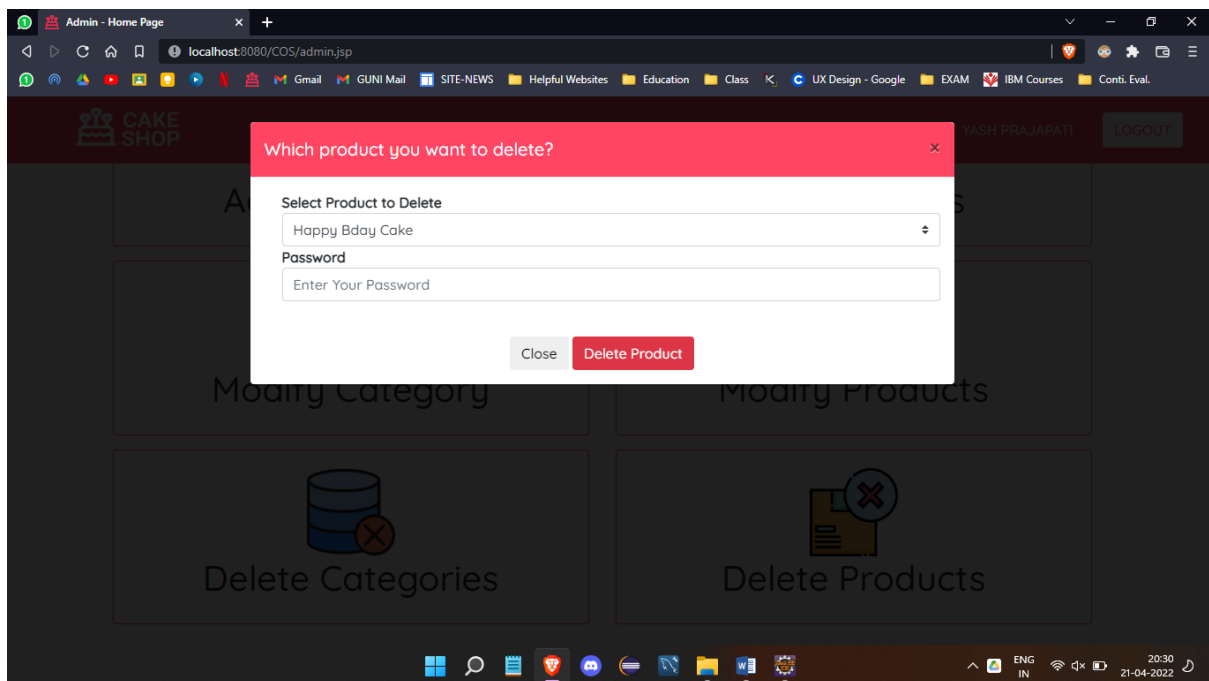 Admin - Home Page
localhost:8080/COS/admin.jsp
Gmail GUNI Mail SITE-NEWS Helpful Websites Education Class UX Design - Google EXAM IBM Courses Conti. Eval.
CAKE
SHOP
YASH PRAJAPATI LOGOUT
Which product you want to delete? ×
Select Product to Delete
Happy Bday Cake
Password
Enter Your Password
Close Delete Product
Modify Category Modify Products
Delete Categories Delete Products
ENG
IN
20:30
21-04-2022